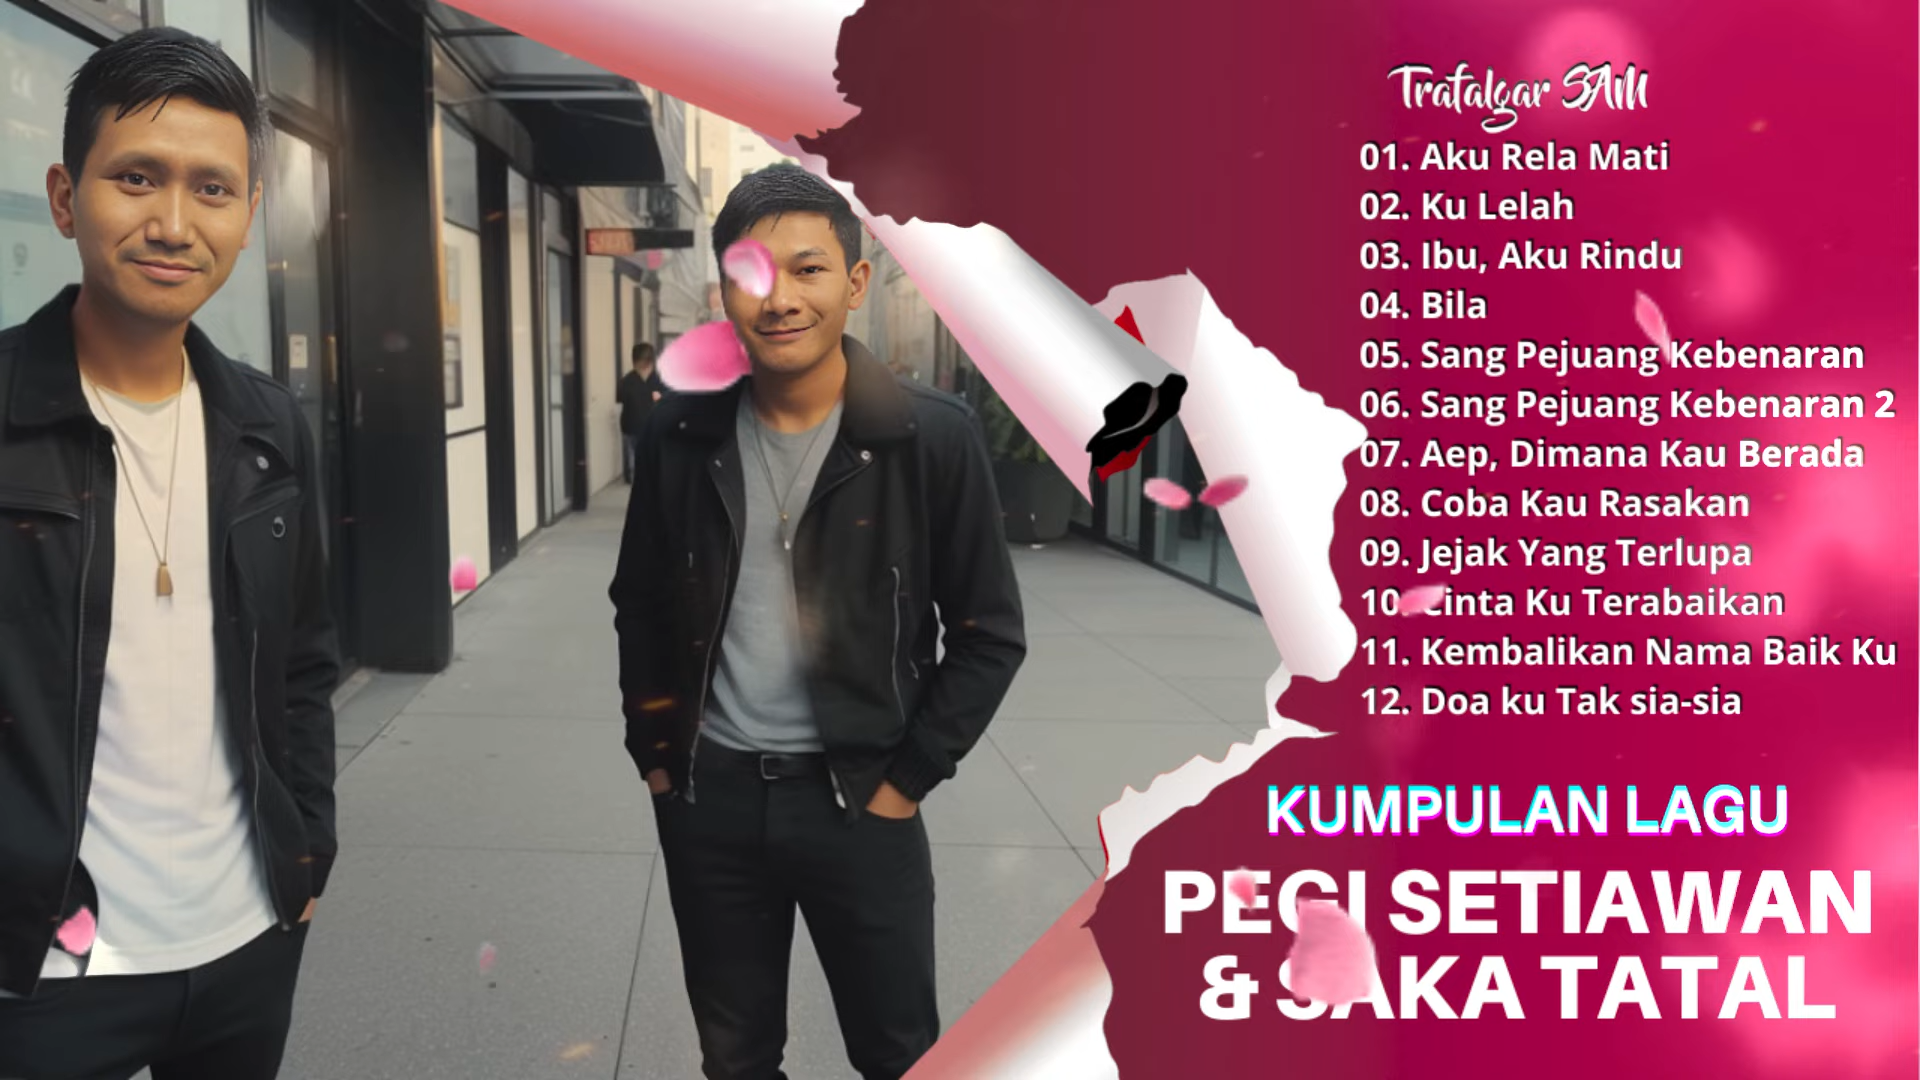 Trafalgar SAM
01. Aku Rela Mati
02. Ku Lelah
03. Ibu, Aku Rindu
04. Bila
05. Sang Pejuang Kebenaran
06. Sang Pejuang Kebenaran 2
07. Aep, Dimana Kau Berada
08. Coba Kau Rasakan
09. Jejak Yang Terlupa
10. Cinta Ku Terabaikan
11. Kembalikan Nama Baik Ku
12. Doa ku Tak sia-sia
KUMPULAN LAGU
PEGI SETIAWAN
& SAKA TATAL